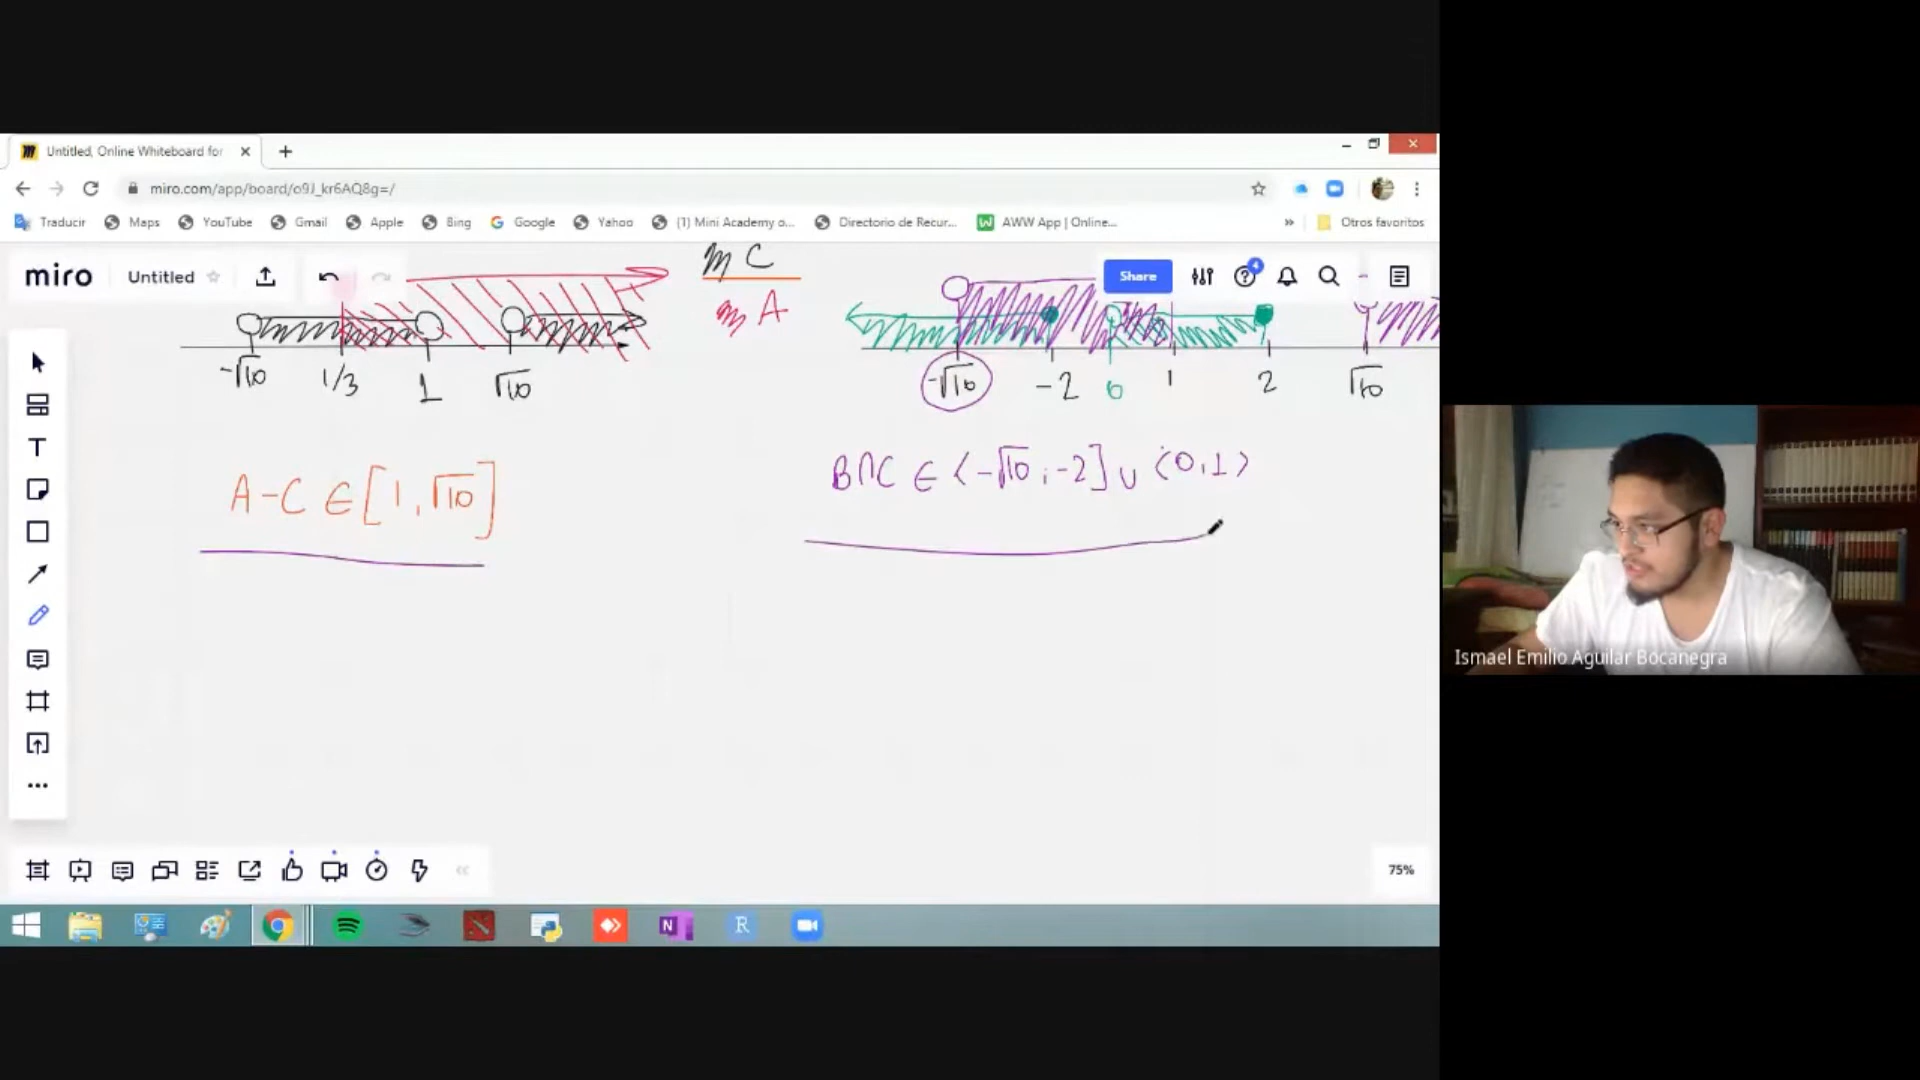 Untitled, Online Whiteboard for
miro.com/app/board/o9J_kr6AQ8g=/
Traducir Maps YouTube Gmail Apple Bing Google Yahoo (1) Mini Academy o... Directorio de Recur... AWW App | Online... » Otros favoritos
miro Untitled Share 4
C
A
-√10 1/3 1 √10
-√10 -2 0 1 2 √10
A-C ∈ [1, √10]
B∩C ∈ ⟨-√10; -2] ∪ ⟨0,1⟩
Ismael Emilio Aguilar Bocanegra
75%